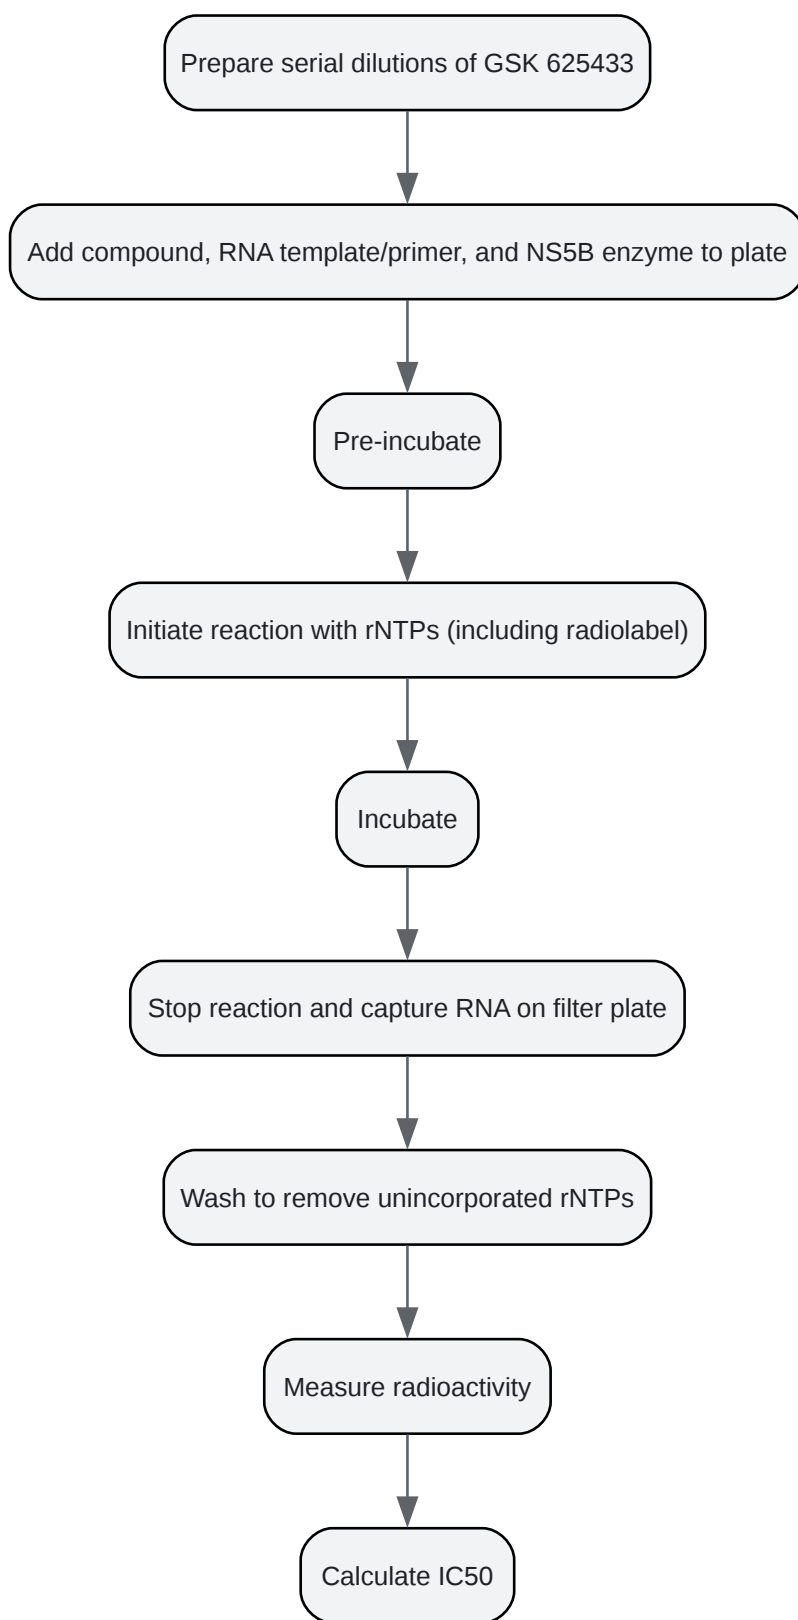 Prepare serial dilutions of GSK 625433
Add compound, RNA template/primer, and NS5B enzyme to plate
Pre-incubate
Initiate reaction with rNTPs (including radiolabel)
Incubate
Stop reaction and capture RNA on filter plate
Wash to remove unincorporated rNTPs
Measure radioactivity
Calculate IC50